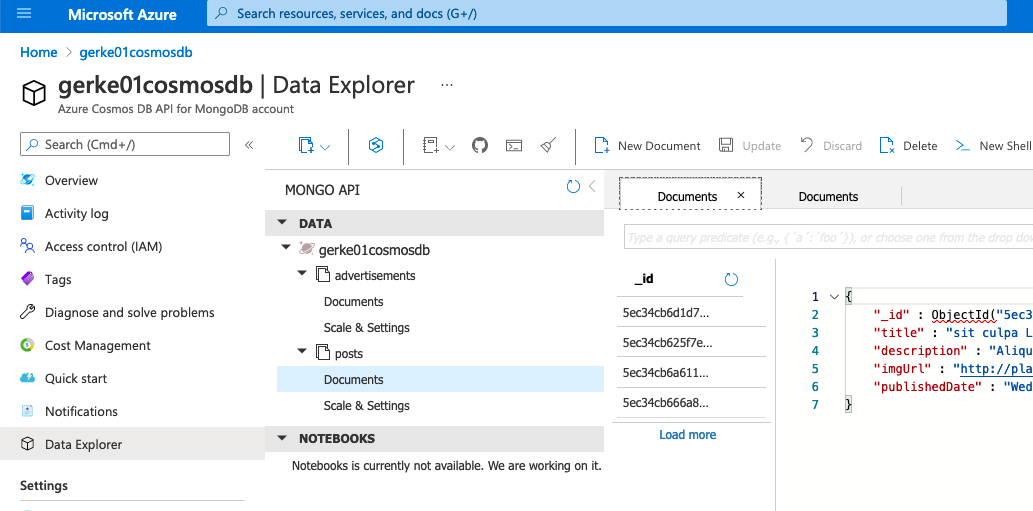 Microsoft Azure
Search resources, services, and docs (G+/)
Home > gerke01cosmosdb
gerke01cosmosdb | Data Explorer ...
Azure Cosmos DB API for MongoDB account
Search (Cmd+/)
«
New Document
Update
Discard
Delete
New Shell
Overview
Activity log
Access control (IAM)
Tags
Diagnose and solve problems
Cost Management
Quick start
Notifications
Data Explorer
Settings
MONGO API
DATA
gerke01cosmosdb
advertisements
Documents
Scale & Settings
posts
Documents
Scale & Settings
NOTEBOOKS
Notebooks is currently not available. We are working on it.
Documents ×
Documents
Type a query predicate (e.g., {´a´:´foo´}), or choose one from the drop dow
_id
5ec34cb6d1d7...
5ec34cb625f7e...
5ec34cb6a611...
5ec34cb666a8...
Load more
1 {
2 "_id" : ObjectId("5ec3
3 "title" : "sit culpa L
4 "description" : "Aliqu
5 "imgUrl" : "http://pla
6 "publishedDate" : "Wed
7 }